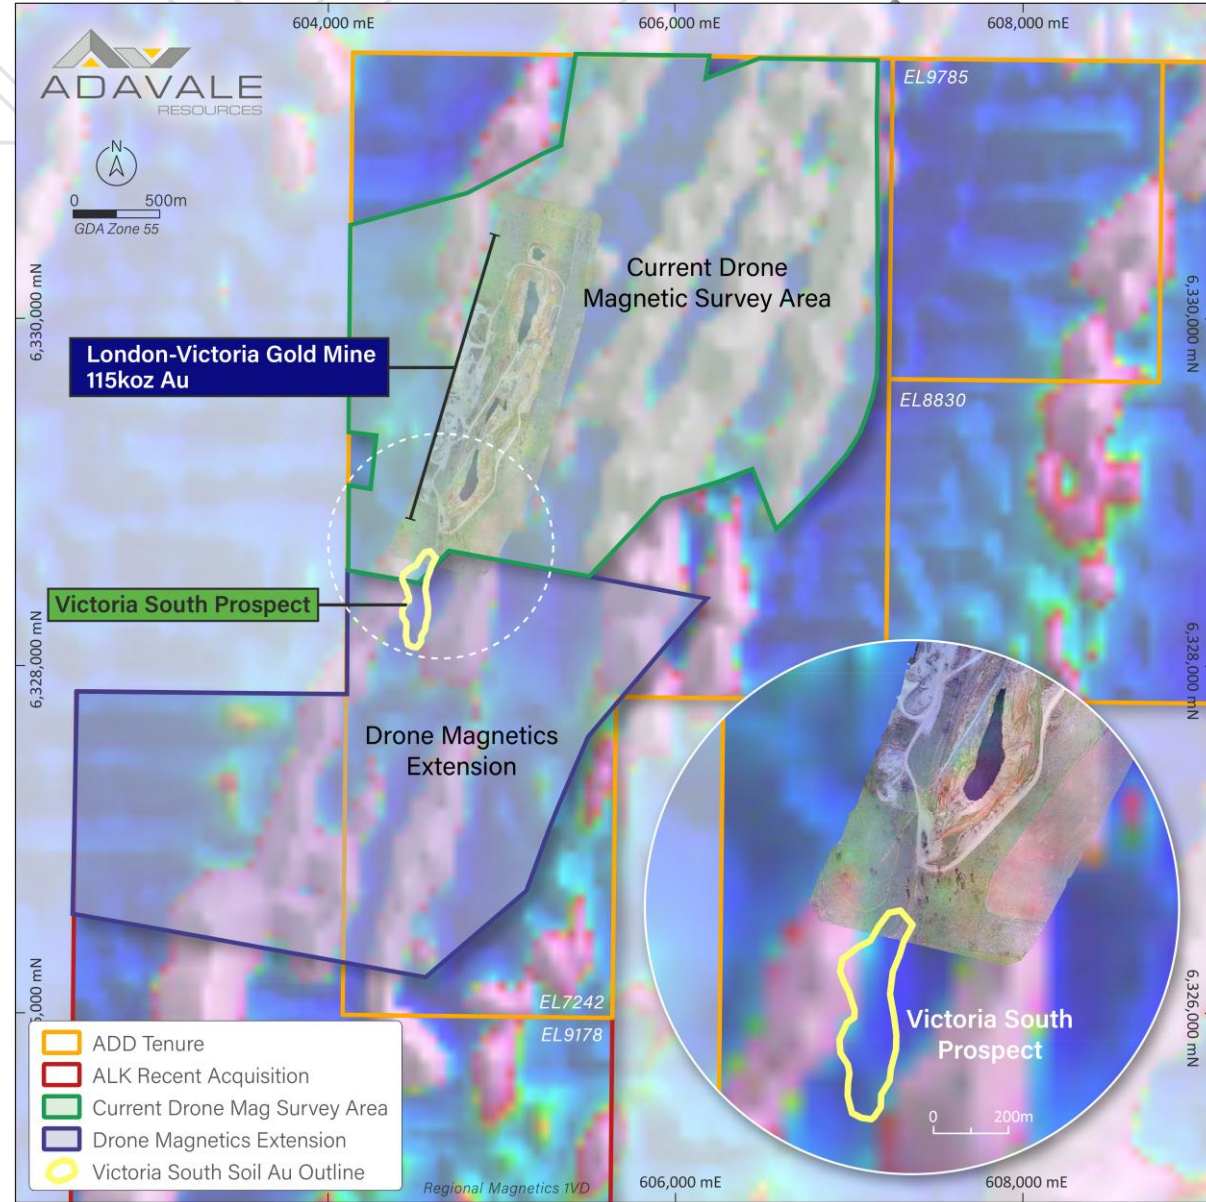 604,000 mE
606,000 mE
608,000 mE
ADAVALE
RESOURCES
EL9785
N
0 500m
GDA Zone 55
6,330,000 mN
6,330,000 mN
Current Drone
Magnetic Survey Area
London-Victoria Gold Mine
115koz Au
EL8830
Victoria South Prospect
6,328,000 mN
6,328,000 mN
Drone Magnetics
Extension
,000 mN
6,326,000 mN
EL7242
EL9178
Victoria South
Prospect
0 200m
ADD Tenure
ALK Recent Acquisition
Current Drone Mag Survey Area
Drone Magnetics Extension
Victoria South Soil Au Outline
Regional Magnetics 1VD
606,000 mE
608,000 mE